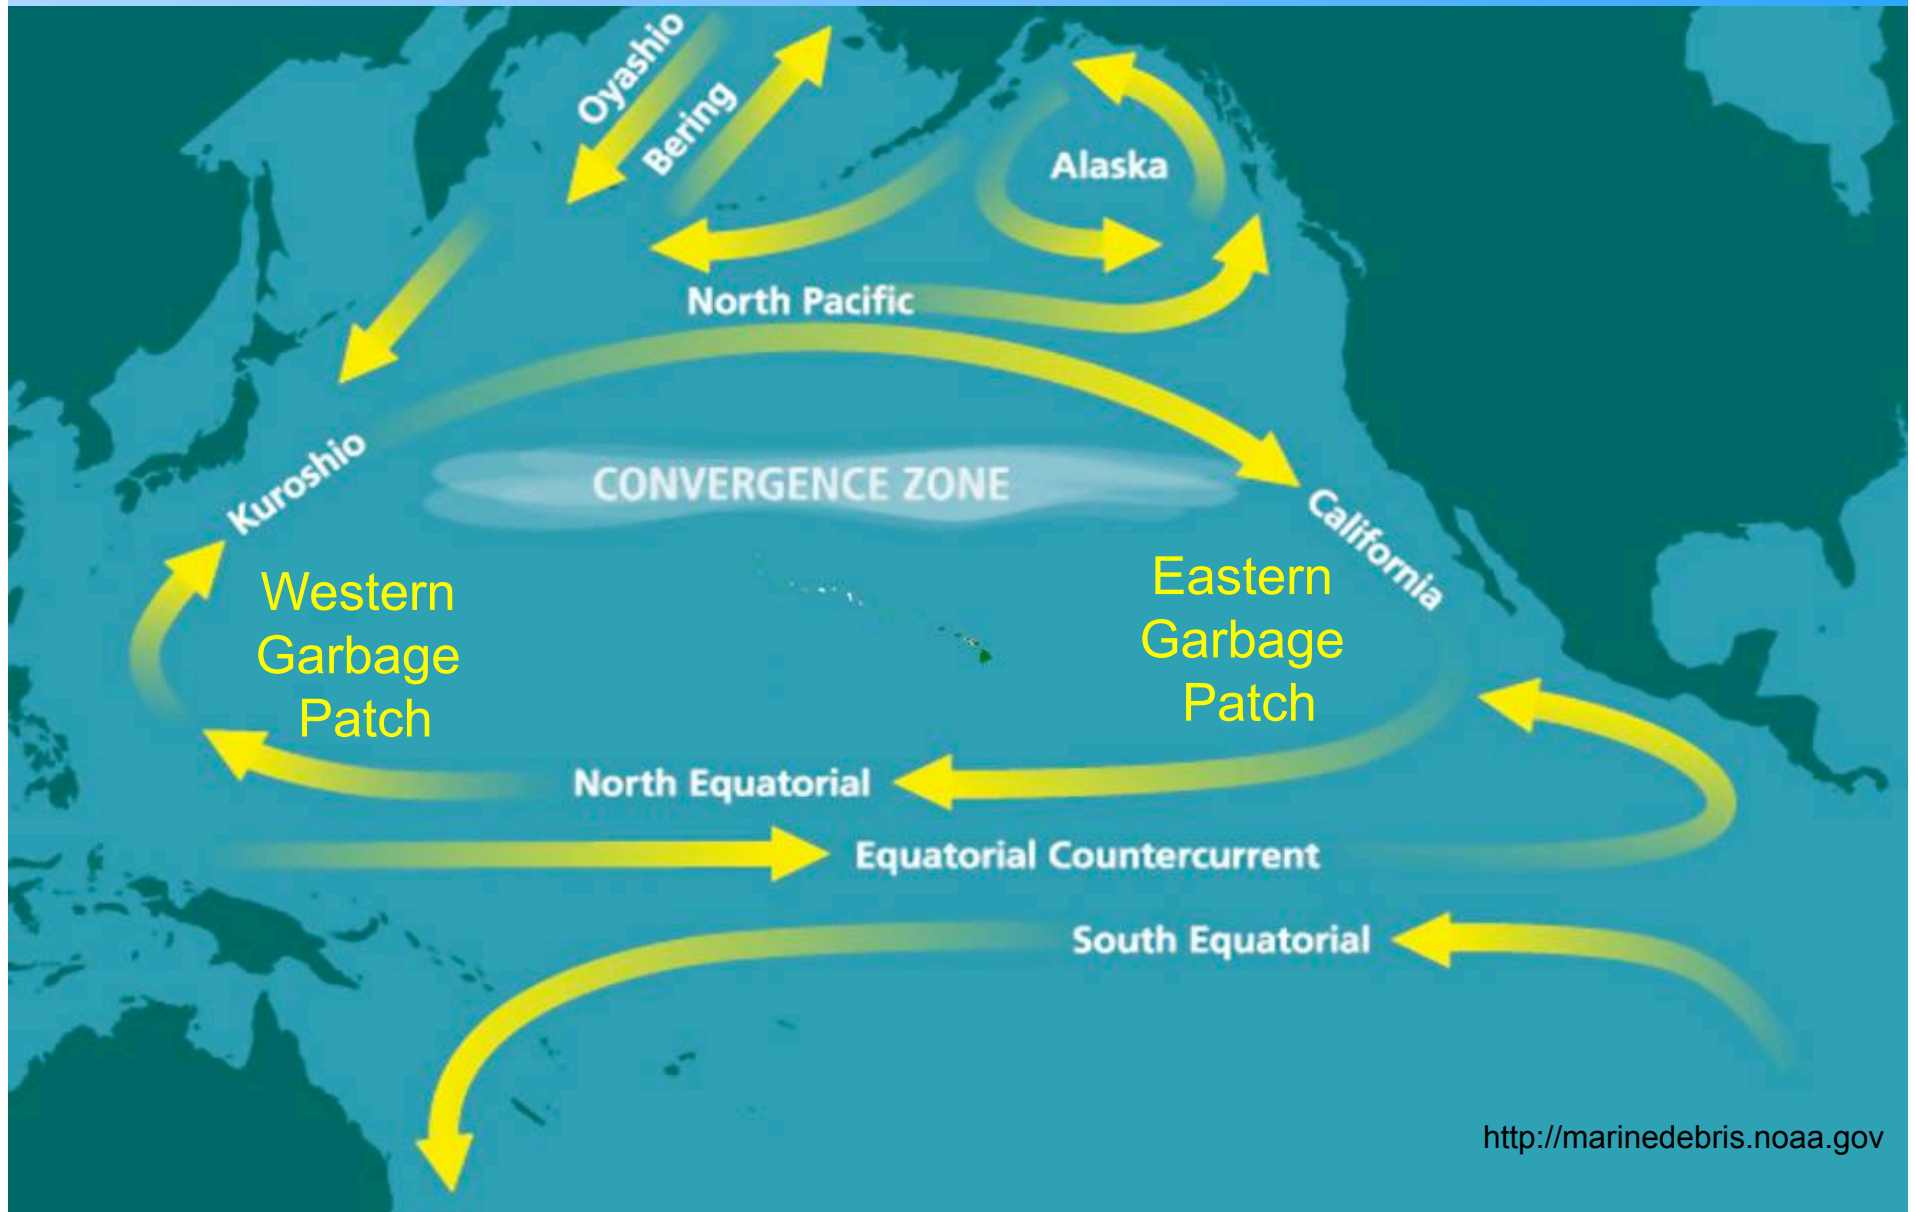 Oyashio
Bering
Alaska
North Pacific
Kuroshio
CONVERGENCE ZONE
California
Western
Garbage
Patch
Eastern
Garbage
Patch
North Equatorial
Equatorial Countercurrent
South Equatorial
http://marinedebris.noaa.gov